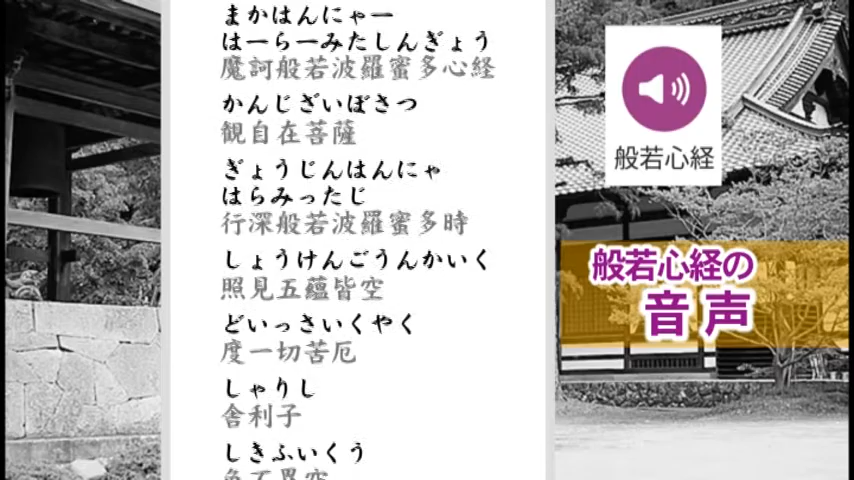 まかはんにゃー
はーらーみたしんぎょう
魔訶般若波羅蜜多心経
かんじざいぼさつ
観自在菩薩
ぎょうじんはんにゃ
はらみったじ
行深般若波羅蜜多時
しょうけんごうんかいく
照見五蘊皆空
どいっさいくやく
度一切苦厄
しゃりし
舎利子
しきふいくう
色不異空
般若心経
般若心経の
音声